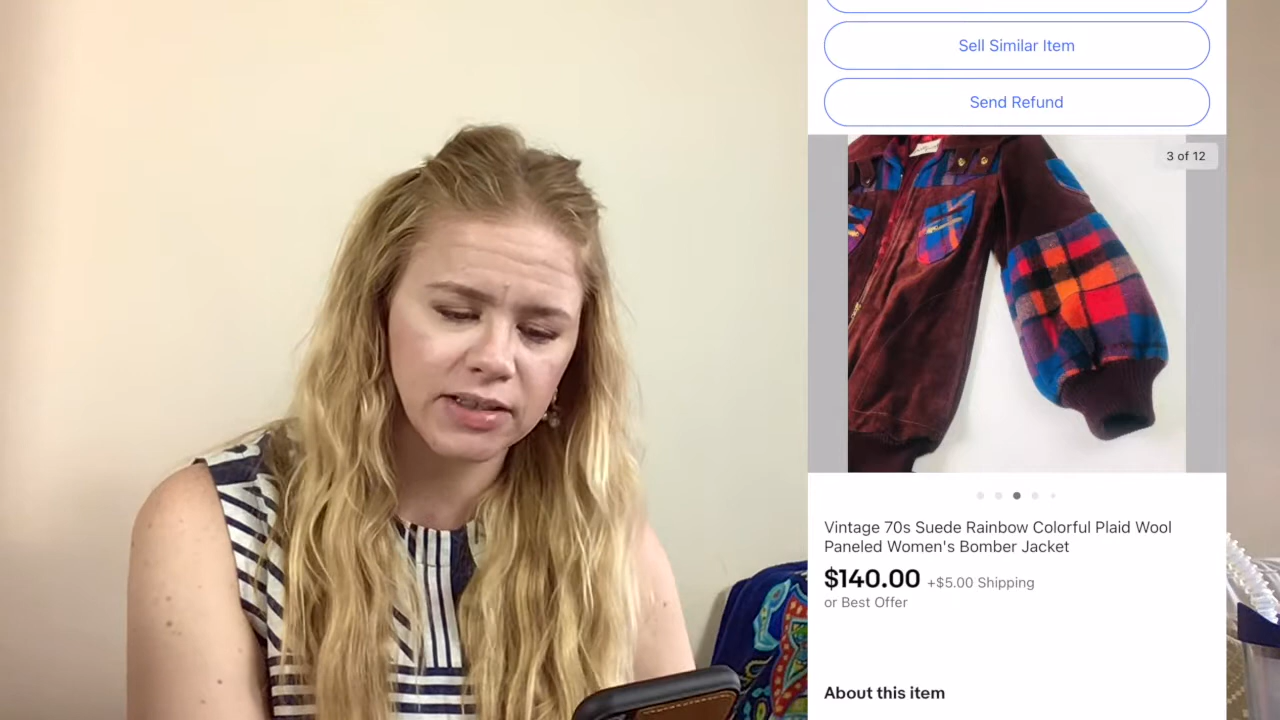 Sell Similar Item
Send Refund
3 of 12
Vintage 70s Suede Rainbow Colorful Plaid Wool
Paneled Women's Bomber Jacket
$140.00 +$5.00 Shipping
or Best Offer
About this item